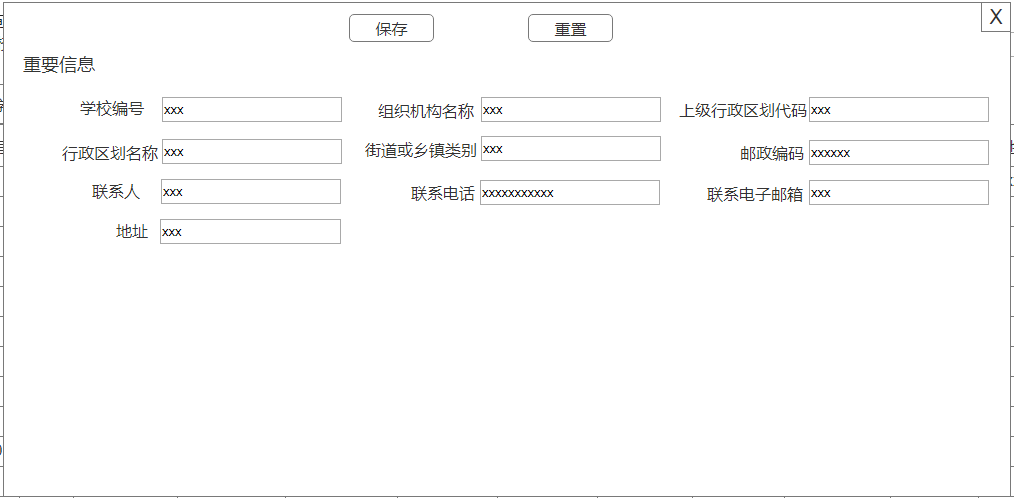 X
保存 重置
重要信息
学校编号 xxx 组织机构名称 xxx 上级行政区划代码 xxx
行政区划名称 xxx 街道或乡镇类别 xxx 邮政编码 xxxxxx
联系人 xxx 联系电话 xxxxxxxxxxx 联系电子邮箱 xxx
地址 xxx